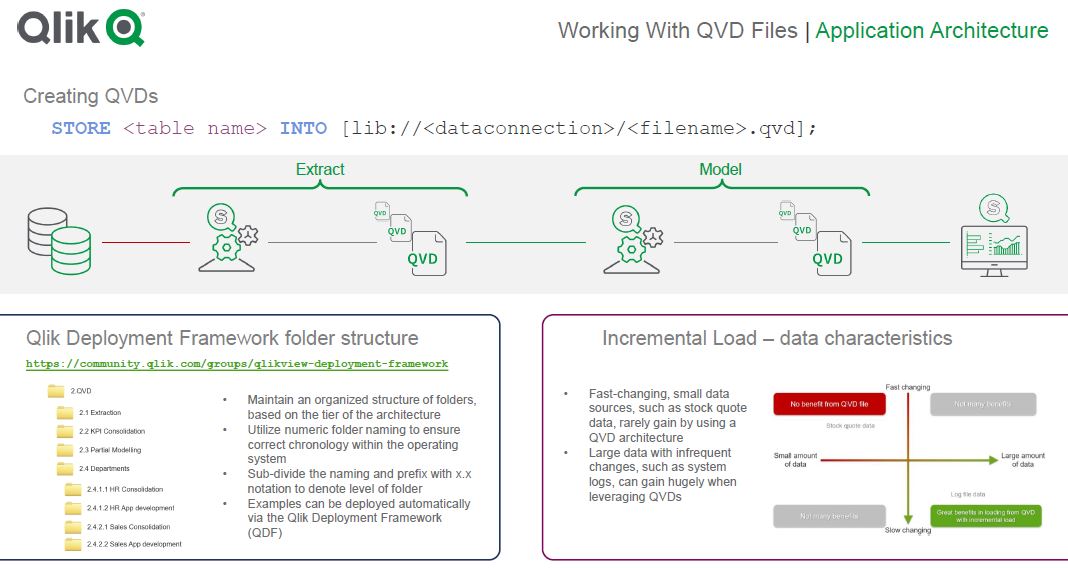 Qlik Q
Working With QVD Files | Application Architecture
Creating QVDs
STORE <table name> INTO [lib://<dataconnection>/<filename>.qvd];
Extract
Model
S
QVD
QVD
QVD
S
QVD
QVD
QVD
S
Qlik Deployment Framework folder structure
https://community.qlik.com/groups/qlikview-deployment-framework
2.QVD
2.1 Extraction
2.2 KPI Consolidation
2.3 Partial Modelling
2.4 Departments
2.4.1.1 HR Consolidation
2.4.1.2 HR App development
2.4.2.1 Sales Consolidation
2.4.2.2 Sales App development
• Maintain an organized structure of folders,
based on the tier of the architecture
• Utilize numeric folder naming to ensure
correct chronology within the operating
system
• Sub-divide the naming and prefix with x.x
notation to denote level of folder
• Examples can be deployed automatically
via the Qlik Deployment Framework
(QDF)
Incremental Load – data characteristics
• Fast-changing, small data
sources, such as stock quote
data, rarely gain by using a
QVD architecture
• Large data with infrequent
changes, such as system
logs, can gain hugely when
leveraging QVDs
Fast changing
No benefit from QVD file
Not many benefits
Stock quote data
Small amount
of data
Large amount
of data
Log file data
Not many benefits
Great benefits in loading from QVD
with incremental load
Slow changing